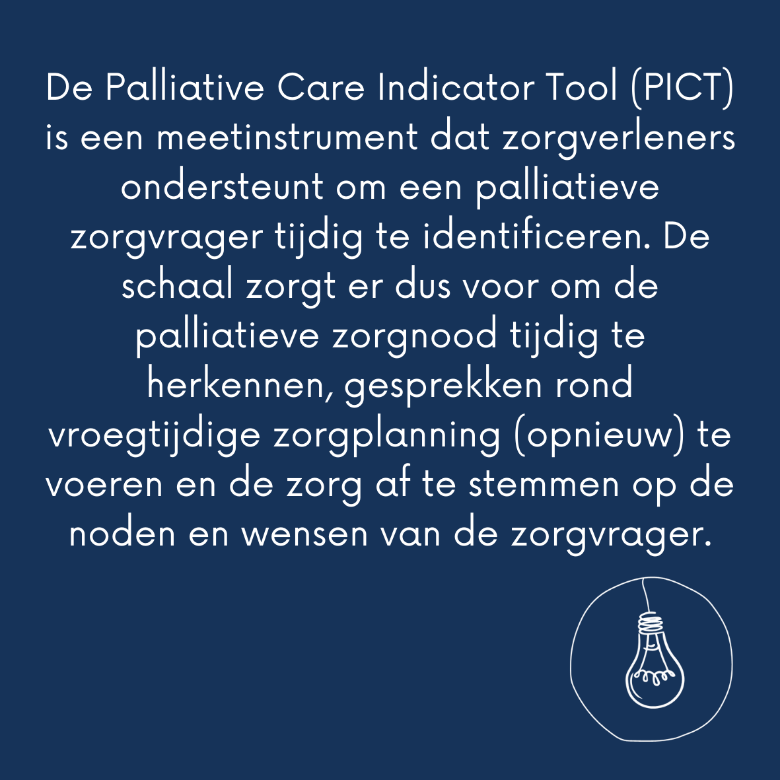 De Palliative Care Indicator Tool (PICT)
is een meetinstrument dat zorgverleners
ondersteunt om een palliatieve
zorgvrager tijdig te identificeren. De
schaal zorgt er dus voor om de
palliatieve zorgnood tijdig te
herkennen, gesprekken rond
vroegtijdige zorgplanning (opnieuw) te
voeren en de zorg af te stemmen op de
noden en wensen van de zorgvrager.